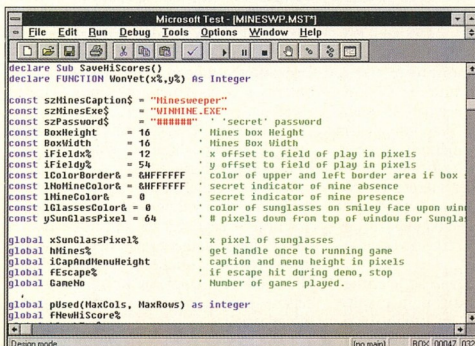 Microsoft Test - [MINESWP.MST*]
File Edit Run Debug Tools Options Window Help
declare Sub SaveHiScores()
declare FUNCTION WonYet(x%,y%) As Integer
const szMinesCaption$ = "Minesweeper"
const szMinesExe$ = "WINMINE.EXE"
const szPassword$ = "######" ' 'secret' password
const BoxHeight = 16 ' Mines box Height
const BoxWidth = 16 ' Mines Box Width
const iFieldx% = 12 ' x offset to field of play in pixels
const iFieldy% = 54 ' y offset to field of play in pixels
const lColorBorder& = &HFFFFFF ' color of upper and left border area if box
const lNoMineColor& = &HFFFFFF ' secret indicator of mine absence
const lMineColor& = 0 ' secret indicator of mine presence
const lGlassesColor& = 0 ' color of sunglasses on smiley face upon winn
const ySunGlassPixel = 64 ' # pixels down from top of window for Sungla
global xSunGlassPixel% ' x pixel of sunglasses
global hMines% ' get handle once to running game
global iCapAndMenuHeight ' caption and menu height in pixels
global fEscape% ' if escape hit during demo, stop
global GameNo ' Number of games played.
'
global pUsed(MaxCols, MaxRows) as integer
global fNewHiScore%
Design mode (no main) BOX 00047 032